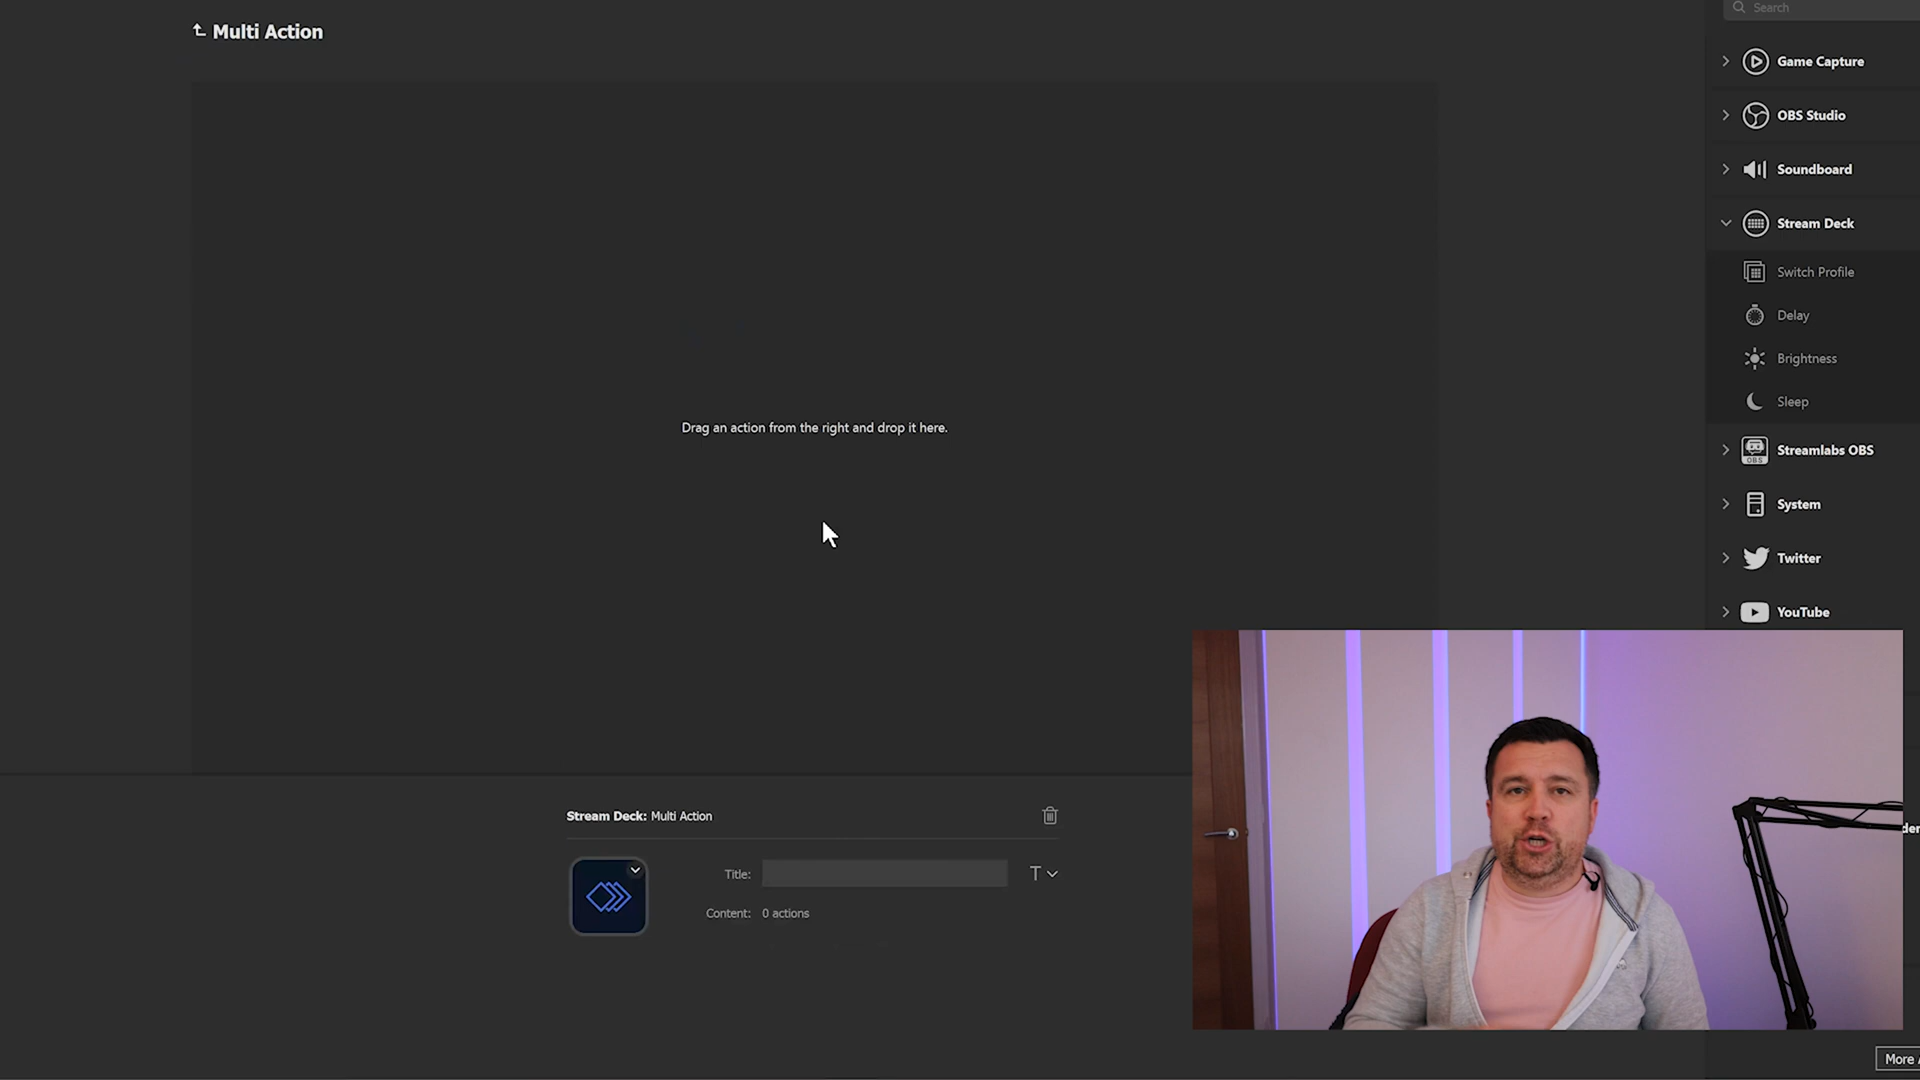 Multi Action
Search
Game Capture
OBS Studio
Soundboard
Stream Deck
Switch Profile
Delay
Brightness
Sleep
Drag an action from the right and drop it here.
Streamlabs OBS
System
Twitter
YouTube
Stream Deck: Multi Action
Title:
T
Content: 0 actions
More